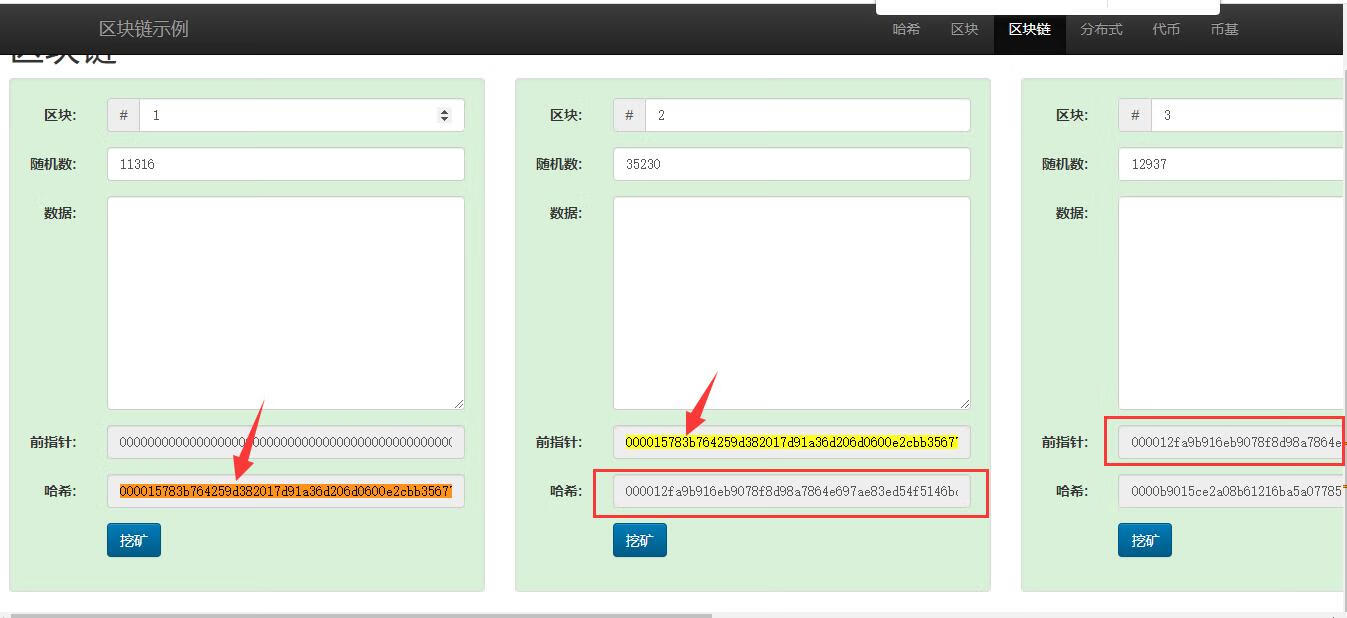 区块链示例
哈希 区块 区块链 分布式 代币 币基
区块链
区块: # 1
随机数: 11316
数据:
前指针: 00000000000000000000000000000000000000000000000
哈希: 000015783b764259d382017d91a36d206d0600e2cbb3567
挖矿
区块: # 2
随机数: 35230
数据:
前指针: 000015783b764259d382017d91a36d206d0600e2cbb3567
哈希: 000012fa9b916eb9078f8d98a7864e697ae83ed54f5146b
挖矿
区块: # 3
随机数: 12937
数据:
前指针: 000012fa9b916eb9078f8d98a7864e
哈希: 0000b9015ce2a08b61216ba5a07785
挖矿